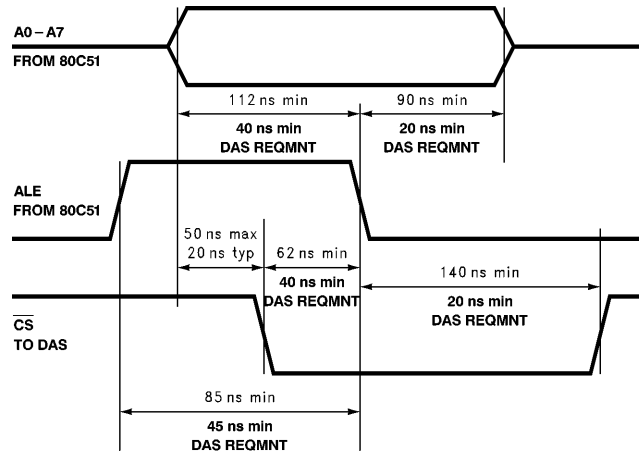 A0 – A7
FROM 80C51
112 ns min
40 ns min
DAS REQMNT
90 ns min
20 ns min
DAS REQMNT
ALE
FROM 80C51
50 ns max
20 ns typ
62 ns min
40 ns min
DAS REQMNT
140 ns min
20 ns min
DAS REQMNT
CS
TO DAS
85 ns min
45 ns min
DAS REQMNT